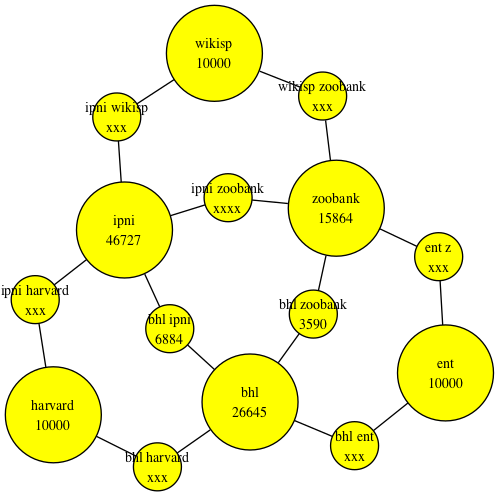 wikisp
10000
wikisp zoobank
xxx
ipni wikisp
xxx
ipni zoobank
xxxx
zoobank
15864
ipni
46727
ent z
xxx
ipni harvard
xxx
bhl zoobank
3590
bhl ipni
6884
ent
10000
bhl
26645
harvard
10000
bhl ent
xxx
bhl harvard
xxx